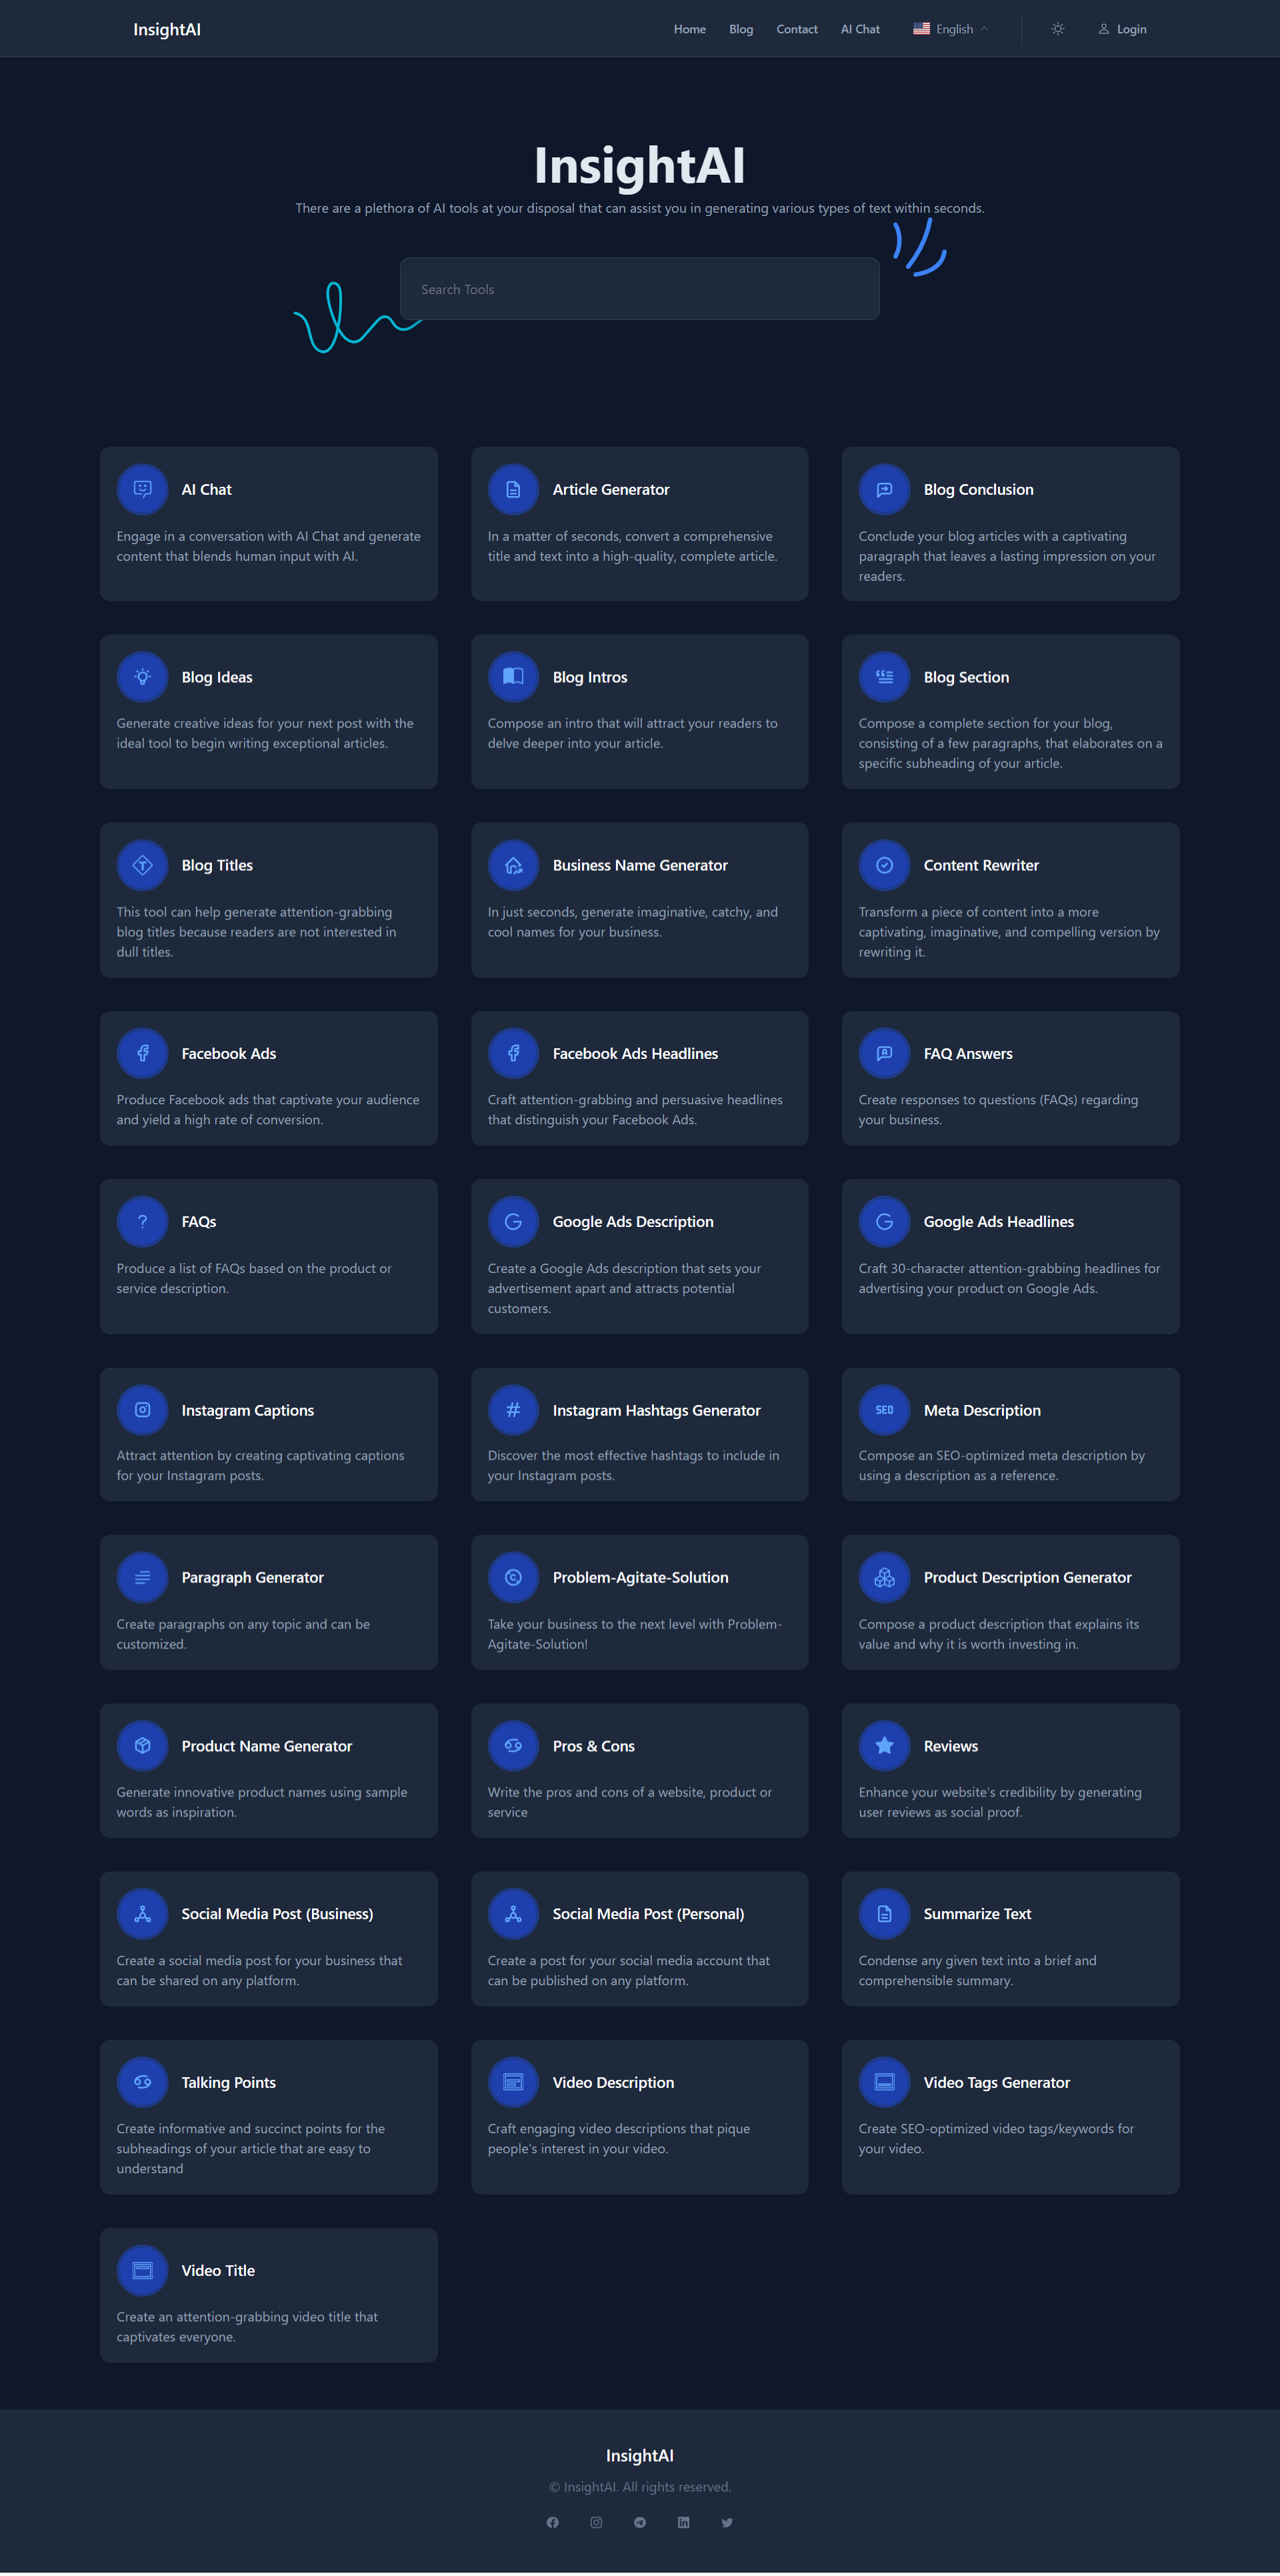 InsightAI
Home Blog Contact AI Chat English Login
InsightAI
There are a plethora of AI tools at your disposal that can assist you in generating various types of text within seconds.
Search Tools
AI Chat
Engage in a conversation with AI Chat and generate
content that blends human input with AI.
Article Generator
In a matter of seconds, convert a comprehensive
title and text into a high-quality, complete article.
Blog Conclusion
Conclude your blog articles with a captivating
paragraph that leaves a lasting impression on your
readers.
Blog Ideas
Generate creative ideas for your next post with the
ideal tool to begin writing exceptional articles.
Blog Intros
Compose an intro that will attract your readers to
delve deeper into your article.
Blog Section
Compose a complete section for your blog,
consisting of a few paragraphs, that elaborates on a
specific subheading of your article.
Blog Titles
This tool can help generate attention-grabbing
blog titles because readers are not interested in
dull titles.
Business Name Generator
In just seconds, generate imaginative, catchy, and
cool names for your business.
Content Rewriter
Transform a piece of content into a more
captivating, imaginative, and compelling version by
rewriting it.
Facebook Ads
Produce Facebook ads that captivate your audience
and yield a high rate of conversion.
Facebook Ads Headlines
Craft attention-grabbing and persuasive headlines
that distinguish your Facebook Ads.
FAQ Answers
Create responses to questions (FAQs) regarding
your business.
?
FAQs
Produce a list of FAQs based on the product or
service description.
Google Ads Description
Create a Google Ads description that sets your
advertisement apart and attracts potential
customers.
Google Ads Headlines
Craft 30-character attention-grabbing headlines for
advertising your product on Google Ads.
Instagram Captions
Attract attention by creating captivating captions
for your Instagram posts.
#
Instagram Hashtags Generator
Discover the most effective hashtags to include in
your Instagram posts.
SEO
Meta Description
Compose an SEO-optimized meta description by
using a description as a reference.
Paragraph Generator
Create paragraphs on any topic and can be
customized.
Problem-Agitate-Solution
Take your business to the next level with Problem-
Agitate-Solution!
Product Description Generator
Compose a product description that explains its
value and why it is worth investing in.
Product Name Generator
Generate innovative product names using sample
words as inspiration.
Pros & Cons
Write the pros and cons of a website, product or
service
Reviews
Enhance your website's credibility by generating
user reviews as social proof.
Social Media Post (Business)
Create a social media post for your business that
can be shared on any platform.
Social Media Post (Personal)
Create a post for your social media account that
can be published on any platform.
Summarize Text
Condense any given text into a brief and
comprehensible summary.
Talking Points
Create informative and succinct points for the
subheadings of your article that are easy to
understand
Video Description
Craft engaging video descriptions that pique
people's interest in your video.
Video Tags Generator
Create SEO-optimized video tags/keywords for
your video.
Video Title
Create an attention-grabbing video title that
captivates everyone.
InsightAI
© InsightAI. All rights reserved.